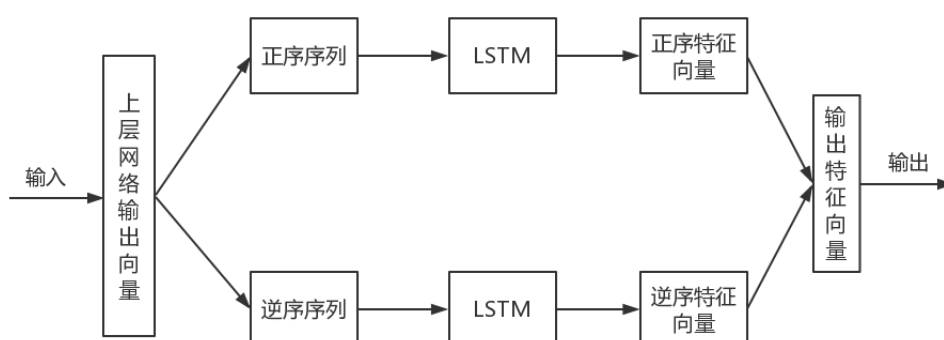 输入
上层网络输出向量
正序序列
LSTM
正序特征
向量
逆序序列
LSTM
逆序特征
向量
输出特征向量
输出